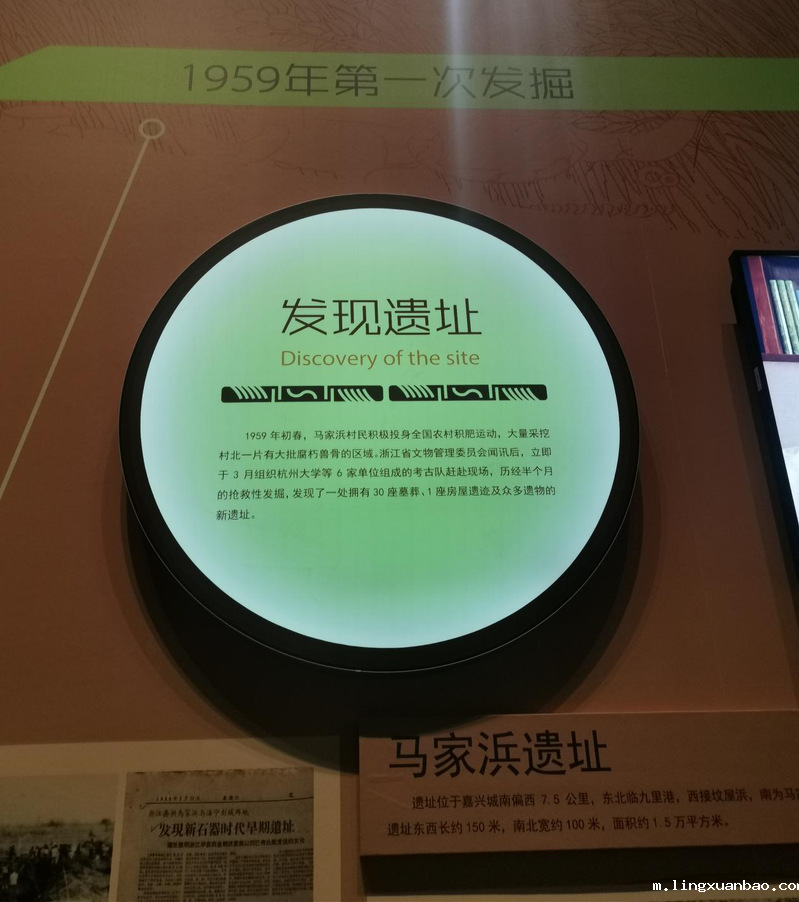 1959年第一次发掘
发现遗址
Discovery of the site
1959 年初春，马家浜村民积极投身全国农村积肥运动，大量采挖
村北一片有大批腐朽兽骨的区域。浙江省文物管理委员会闻讯后，立即
于 3 月组织杭州大学等 6 家单位组成的考古队赶赴现场，历经半个月
的抢救性发掘，发现了一处拥有 30 座墓葬、1 座房屋遗迹及众多遗物的
新遗址。
马家浜遗址
遗址位于嘉兴城南偏西 7.5 公里，东北临九里港，西接坟屋浜，南为马
遗址东西长约 150 米，南北宽约 100 米，面积约 1.5 万平方米。
发现新石器时代早期遗址
m.lingxuanbao.com